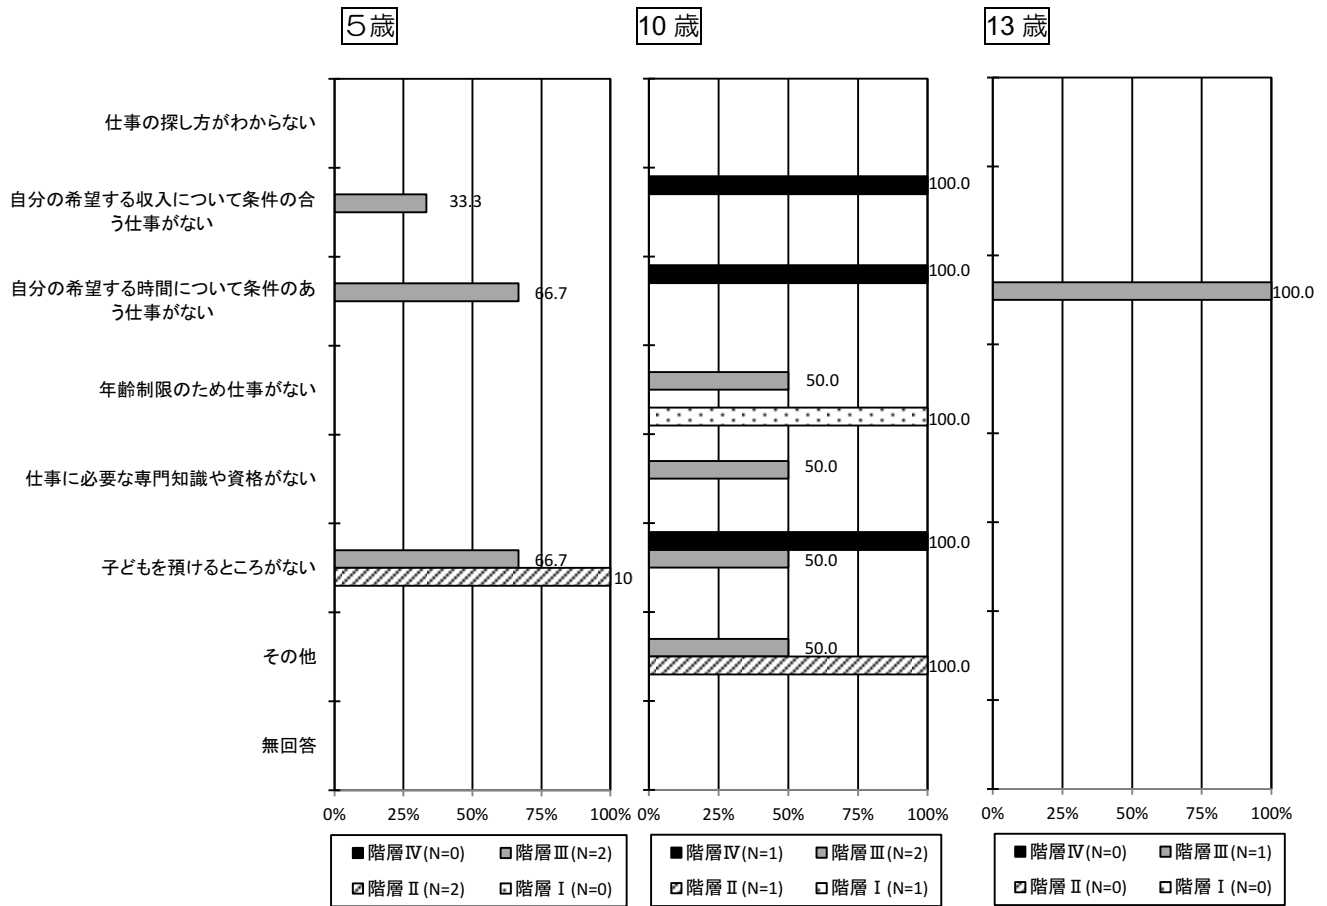 ５歳
10 歳
13 歳
仕事の探し方がわからない
自分の希望する収入について条件の合
う仕事がない
33.3
100.0
自分の希望する時間について条件のあ
う仕事がない
66.7
100.0
100.0
年齢制限のため仕事がない
50.0
100.0
仕事に必要な専門知識や資格がない
50.0
子どもを預けるところがない
66.7
10
100.0
50.0
その他
50.0
100.0
無回答
0% 25% 50% 75% 100%
0% 25% 50% 75% 100%
0% 25% 50% 75% 100%
階層Ⅳ(N=0) 階層Ⅲ(N=2)
階層Ⅱ(N=2) 階層Ⅰ(N=0)
階層Ⅳ(N=1) 階層Ⅲ(N=2)
階層Ⅱ(N=1) 階層Ⅰ(N=1)
階層Ⅳ(N=0) 階層Ⅲ(N=1)
階層Ⅱ(N=0) 階層Ⅰ(N=0)